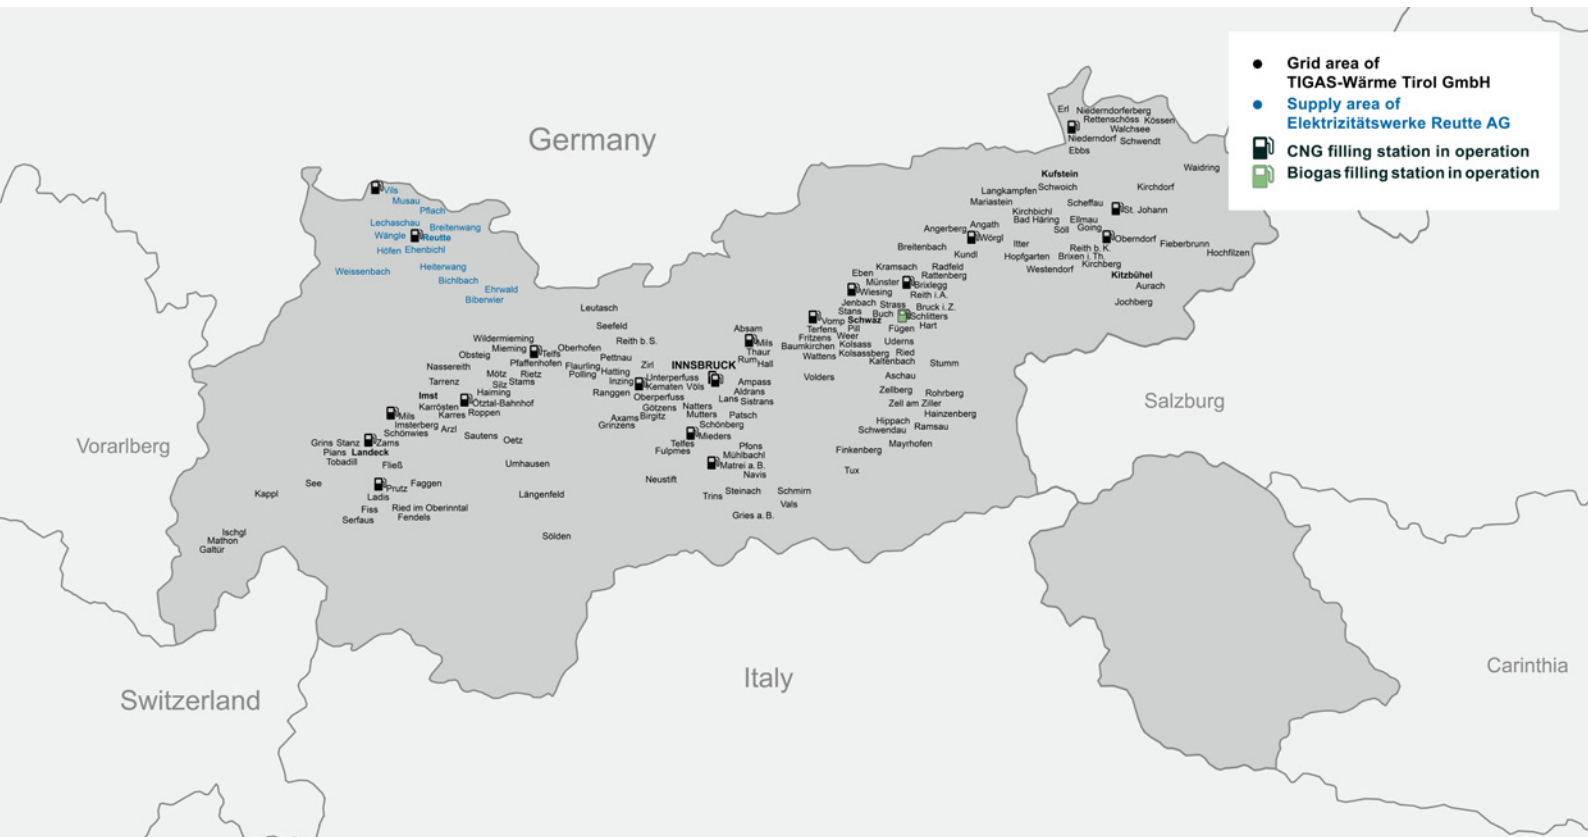 Grid area of
TIGAS-Wärme Tirol GmbH
Supply area of
Elektrizitätswerke Reutte AG
CNG filling station in operation
Biogas filling station in operation
Germany
Erl
Niederndorferberg
Rettenschöss
Kössen
Walchsee
Niederndorf
Schwendt
Ebbs
Waidring
Kufstein
Schwoich
Kirchdorf
Langkampfen
Mariastein
Scheffau
St. Johann
Kirchbichl
Bad Häring
Ellmau
Going
Söll
Angath
Angerberg
Wörgl
Oberndorf
Itter
Fieberbrunn
Breitenbach
Reith b. K.
Hochfilzen
Kundl
Hopfgarten
Brixen i. Th.
Kirchberg
Westendorf
Kitzbühel
Aurach
Jochberg
Vils
Musau
Pflach
Lechaschau
Breitenwang
Wängle
Reutte
Höfen
Ehenbichl
Heiterwang
Weissenbach
Bichlbach
Ehrwald
Biberwier
Kramsach
Radfeld
Eben
Rattenberg
Münster
Brixlegg
Wiesing
Reith i. A.
Jenbach
Strass
Bruck i. Z.
Stans
Buch
Schlitters
Vomp
Schwaz
Hart
Terfens
Pill
Fügen
Fritzens
Weer
Baumkirchen
Kolsass
Uderns
Wattens
Kolsassberg
Ried
Kaltenbach
Stumm
Volders
Aschau
Zellberg
Rohrberg
Zell am Ziller
Hainzenberg
Hippach
Ramsau
Schwendau
Mayrhofen
Finkenberg
Tux
Leutasch
Seefeld
Wildermieming
Reith b. S.
Absam
Mieming
Telfs
Oberhofen
Mils
Obsteig
Pettnau
Thaur
Nassereith
Pfaffenhofen
Flaurling
Zirl
INNSBRUCK
Rum
Hall
Mötz
Rietz
Polling
Hatting
Tarrenz
Silz
Stams
Inzing
Unterperfuss
Kematen
Völs
Ampass
Imst
Haiming
Ranggen
Oberperfuss
Aldrans
Karrösten
Ötztal-Bahnhof
Götzens
Natters
Lans
Sistrans
Mils
Karres
Roppen
Axams
Birgitz
Mutters
Patsch
Imsterberg
Arzl
Grinzens
Schönberg
Schönwies
Sautens
Oetz
Mieders
Grins
Stanz
Zams
Telfes
Pfons
Pians
Landeck
Fulpmes
Mühlbachl
Tobadill
Fließ
Umhausen
Matrei a. B.
Navis
See
Faggen
Neustift
Prutz
Kappl
Ladis
Längenfeld
Trins
Steinach
Schmirn
Fiss
Ried im Oberinntal
Vals
Serfaus
Fendels
Gries a. B.
Ischgl
Sölden
Mathon
Galtür
Salzburg
Vorarlberg
Carinthia
Italy
Switzerland